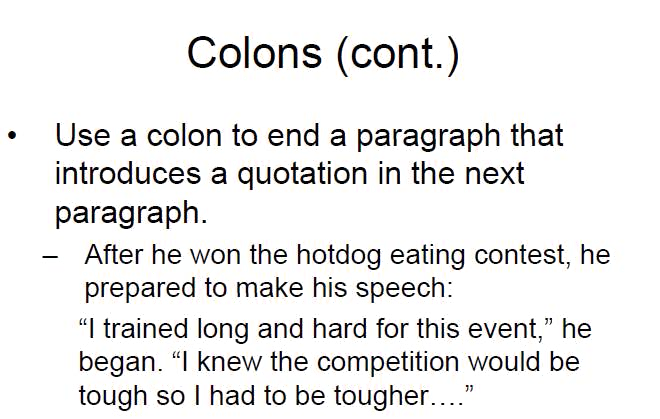 Colons (cont.)
• Use a colon to end a paragraph that
introduces a quotation in the next
paragraph.
– After he won the hotdog eating contest, he
prepared to make his speech:
“I trained long and hard for this event,” he
began. “I knew the competition would be
tough so I had to be tougher….”